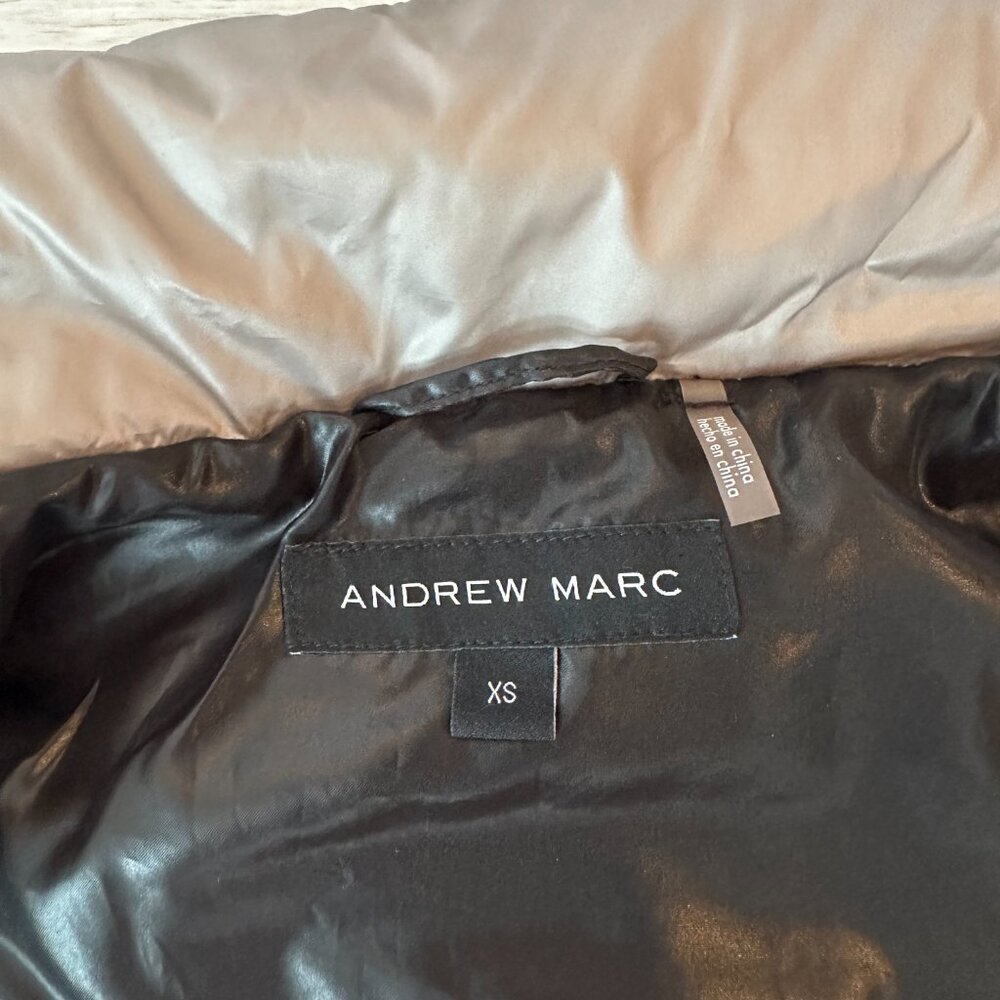 made in china
hecho en china
ANDREW MARC
XS